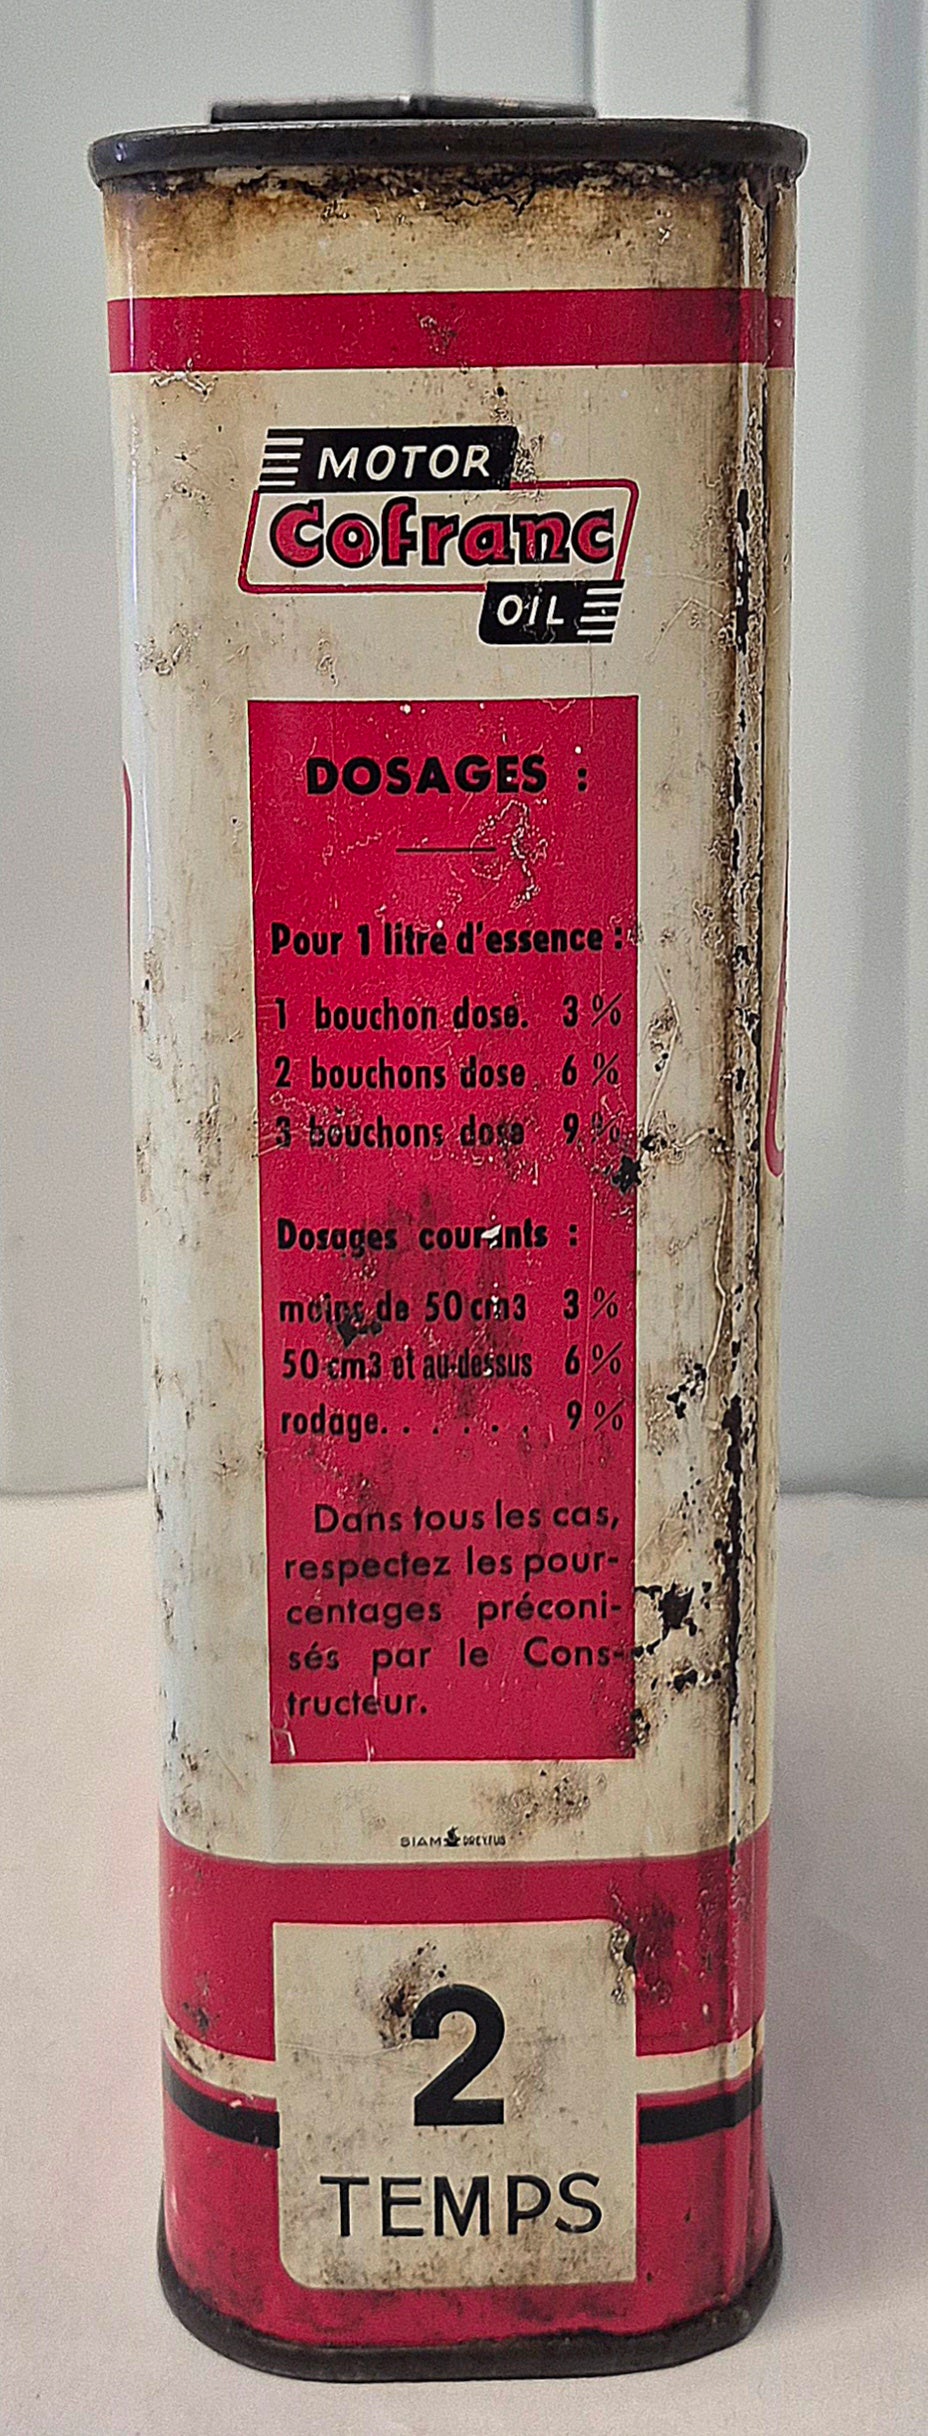 MOTOR
Cofranc
OIL
DOSAGES :
Pour 1 litre d'essence :
1 bouchon dose. 3 %
2 bouchons dose 6 %
3 bouchons dose 9 %
Dosages courants :
moins de 50 cm3 3 %
50 cm3 et au-dessus 6 %
rodage. . . . . . . 9 %
Dans tous les cas,
respectez les pour-
centages préconi-
sés par le Cons-
tructeur.
SIAM DREYFUS
2
TEMPS